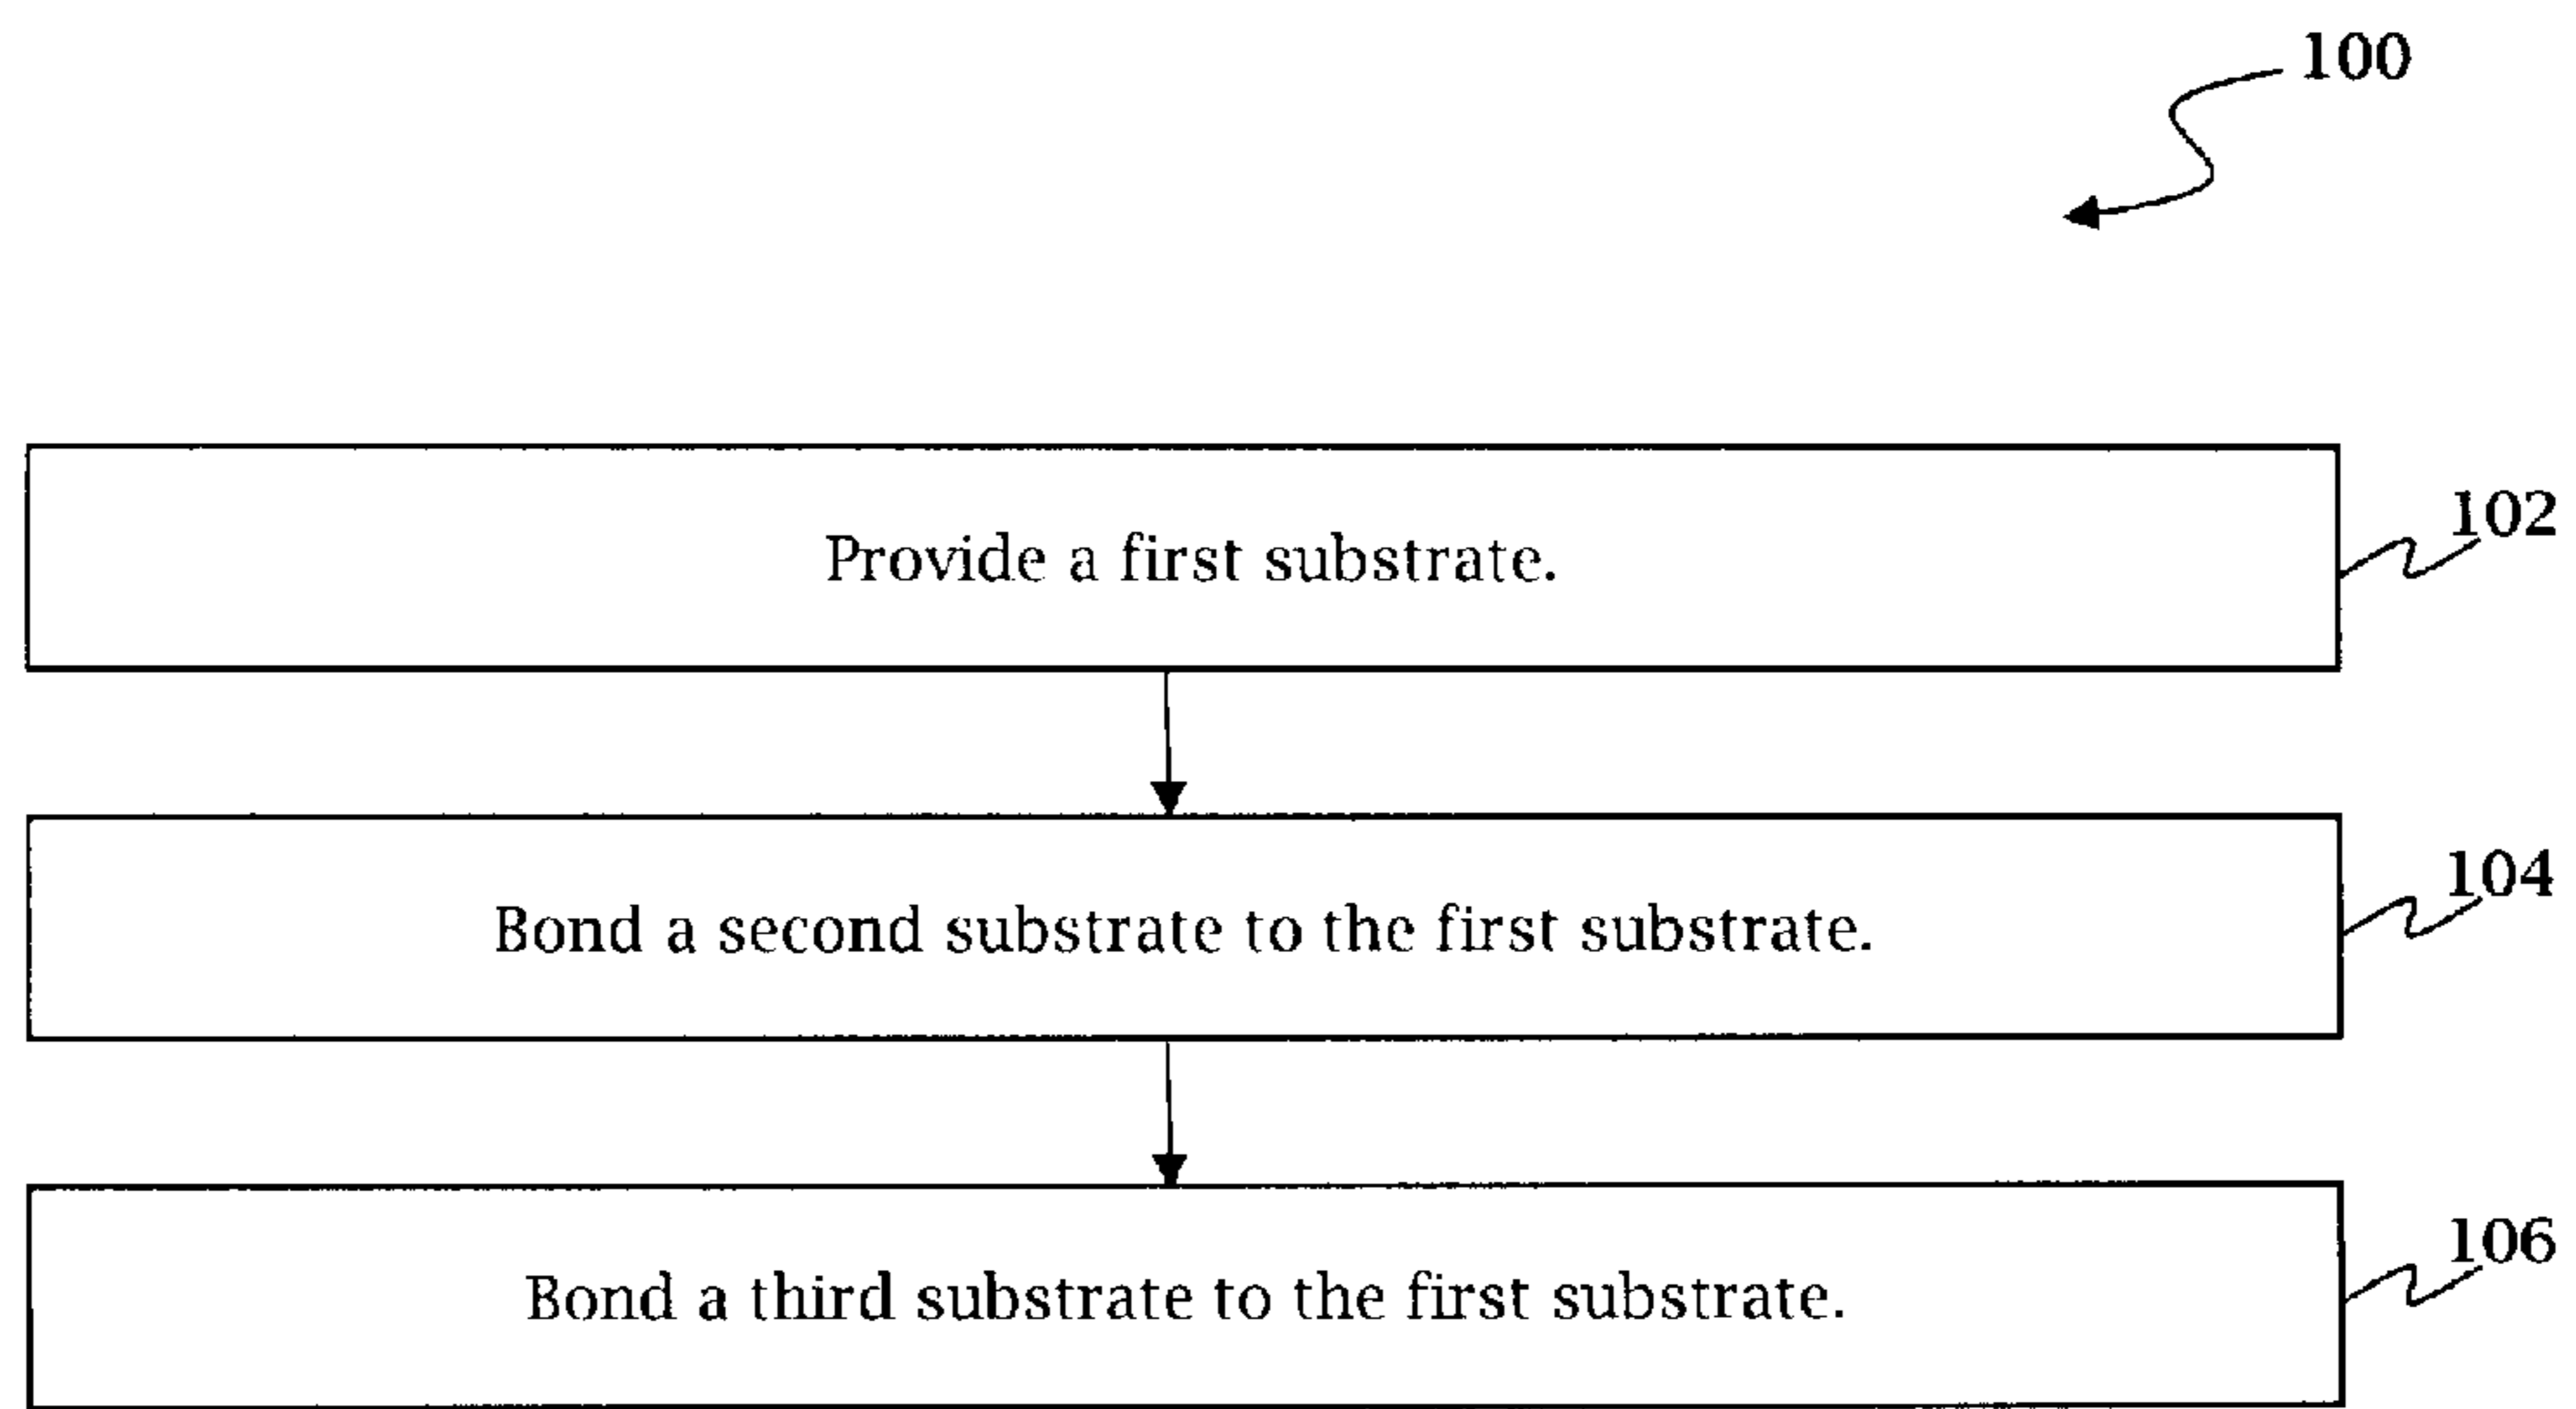 100
Provide a first substrate.
102
Bond a second substrate to the first substrate.
104
Bond a third substrate to the first substrate.
106